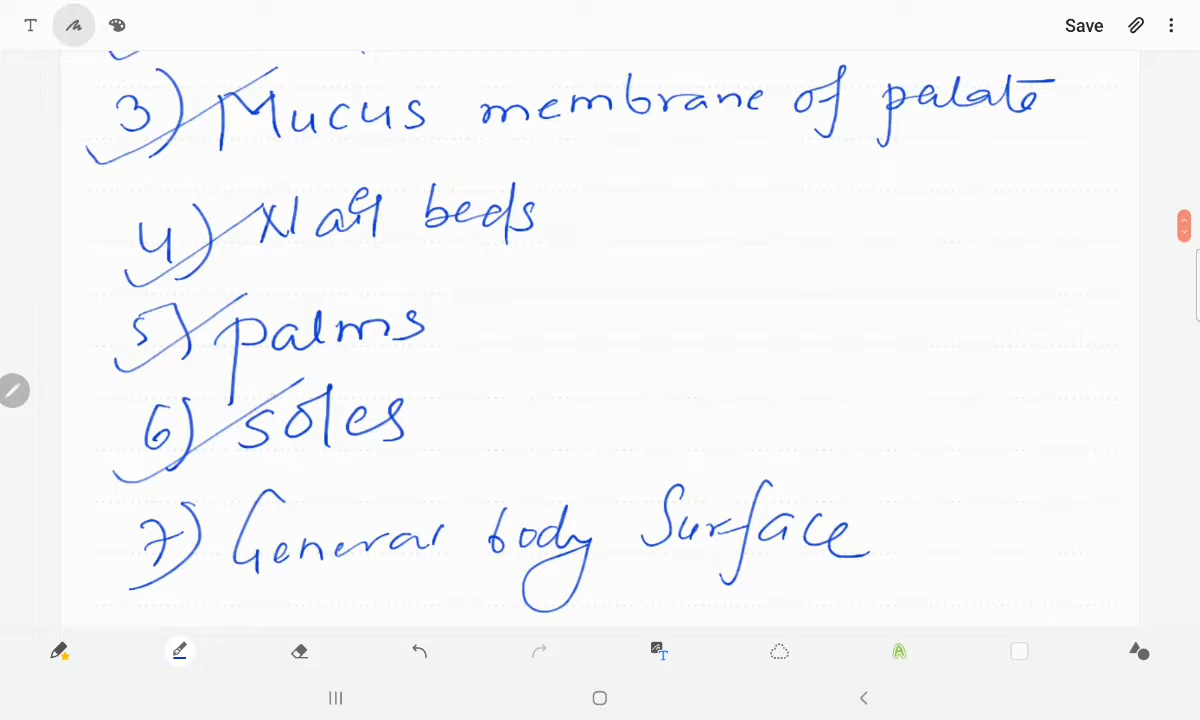 T Save
3) Mucus membrane of palate
4) Nail beds
5) palms
6) soles
7) General body Surface
T A